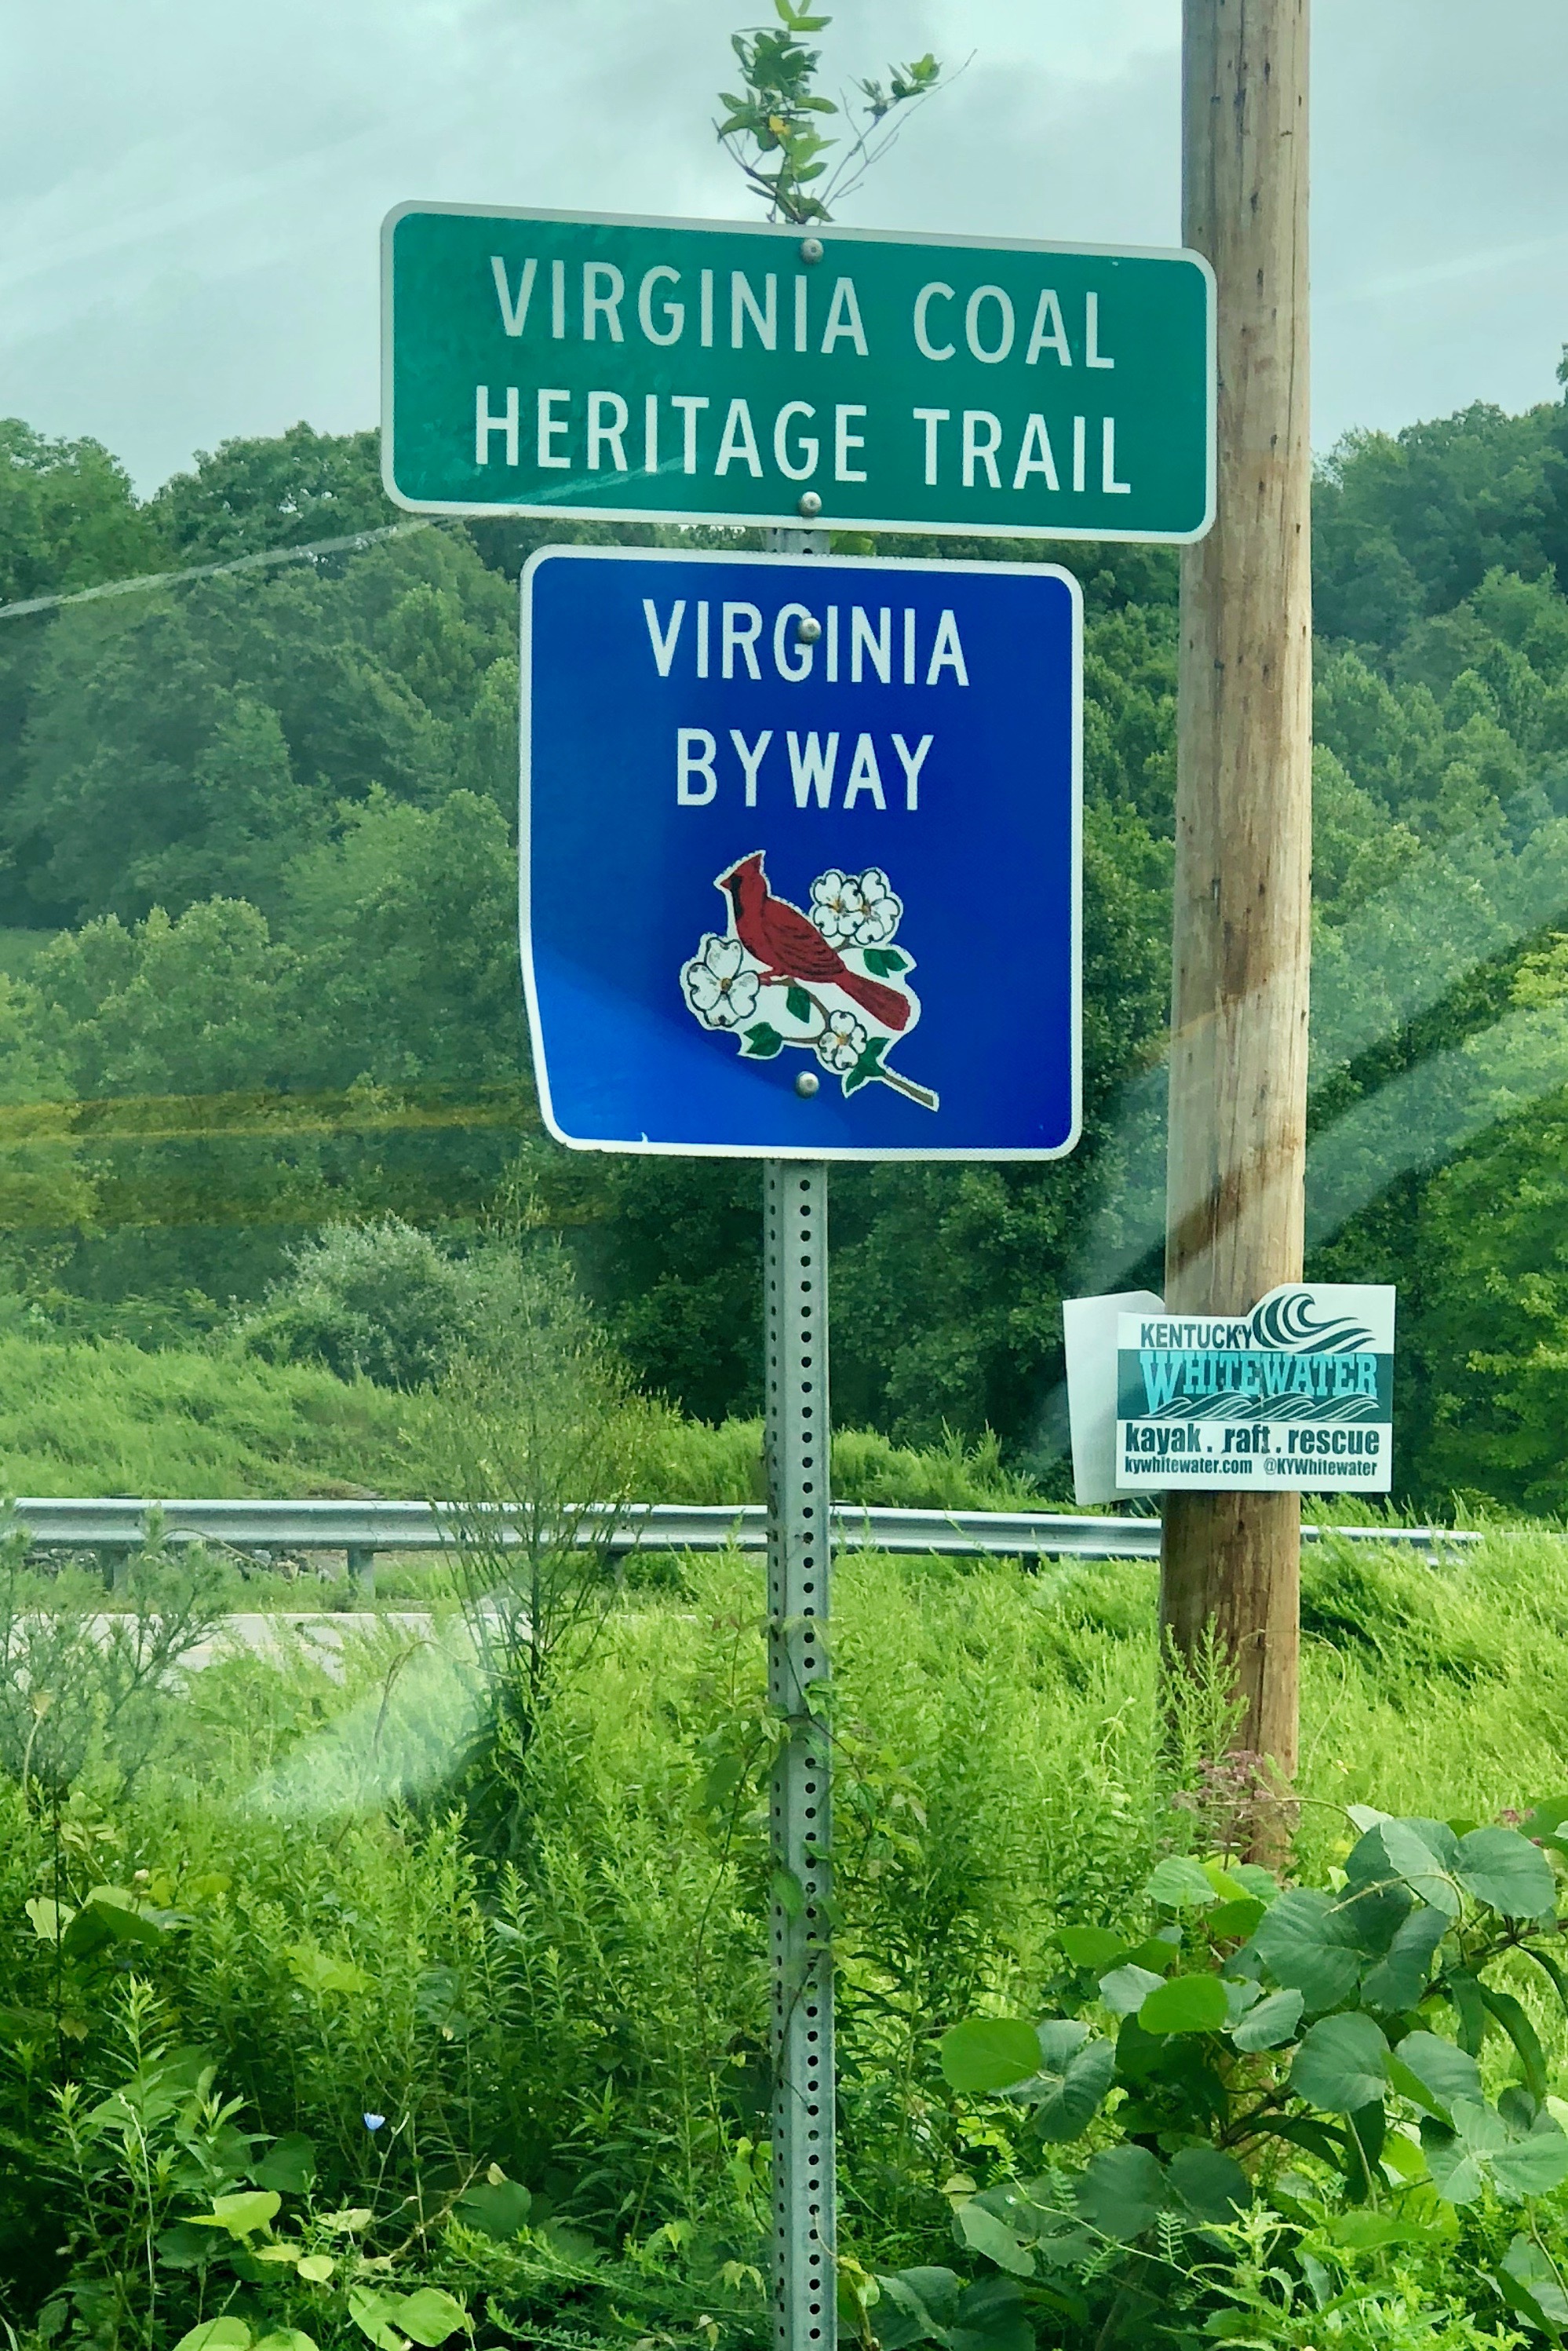 VIRGINIA COAL
HERITAGE TRAIL
VIRGINIA
BYWAY
KENTUCKY
WHITEWATER
kayak . raft . rescue
kywhitewater.com @KYWhitewater